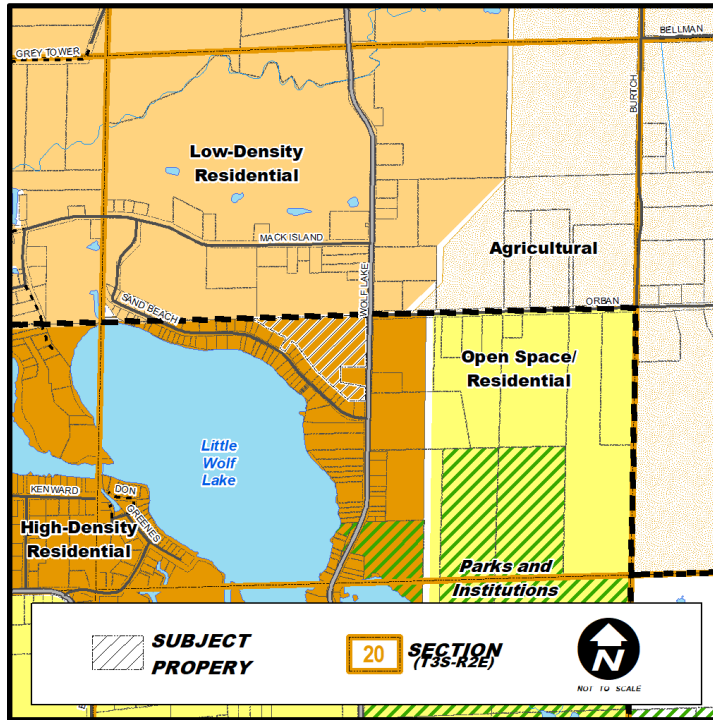 GREY TOWER
BELLMAN
BURTCH
Low-Density
Residential
MACK ISLAND
WOLF LAKE
Agricultural
SAND BEACH
ORBAN
Open Space/
Residential
Little
Wolf
Lake
KENWARD
DON
GREENES
High-Density
Residential
Parks and
Institutions
SUBJECT
PROPERY
20
SECTION
(T3S-R2E)
N
NOT TO SCALE